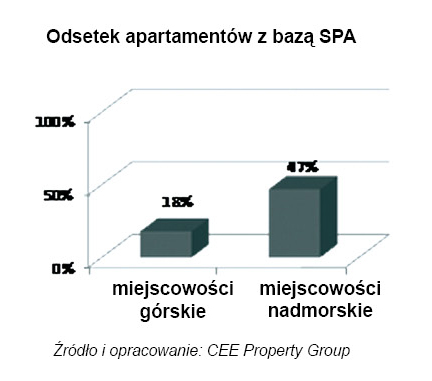 Odsetek apartamentów z bazą SPA
100%
50%
0%
18%
47%
miejscowości
górskie
miejscowości
nadmorskie
Źródło i opracowanie: CEE Property Group